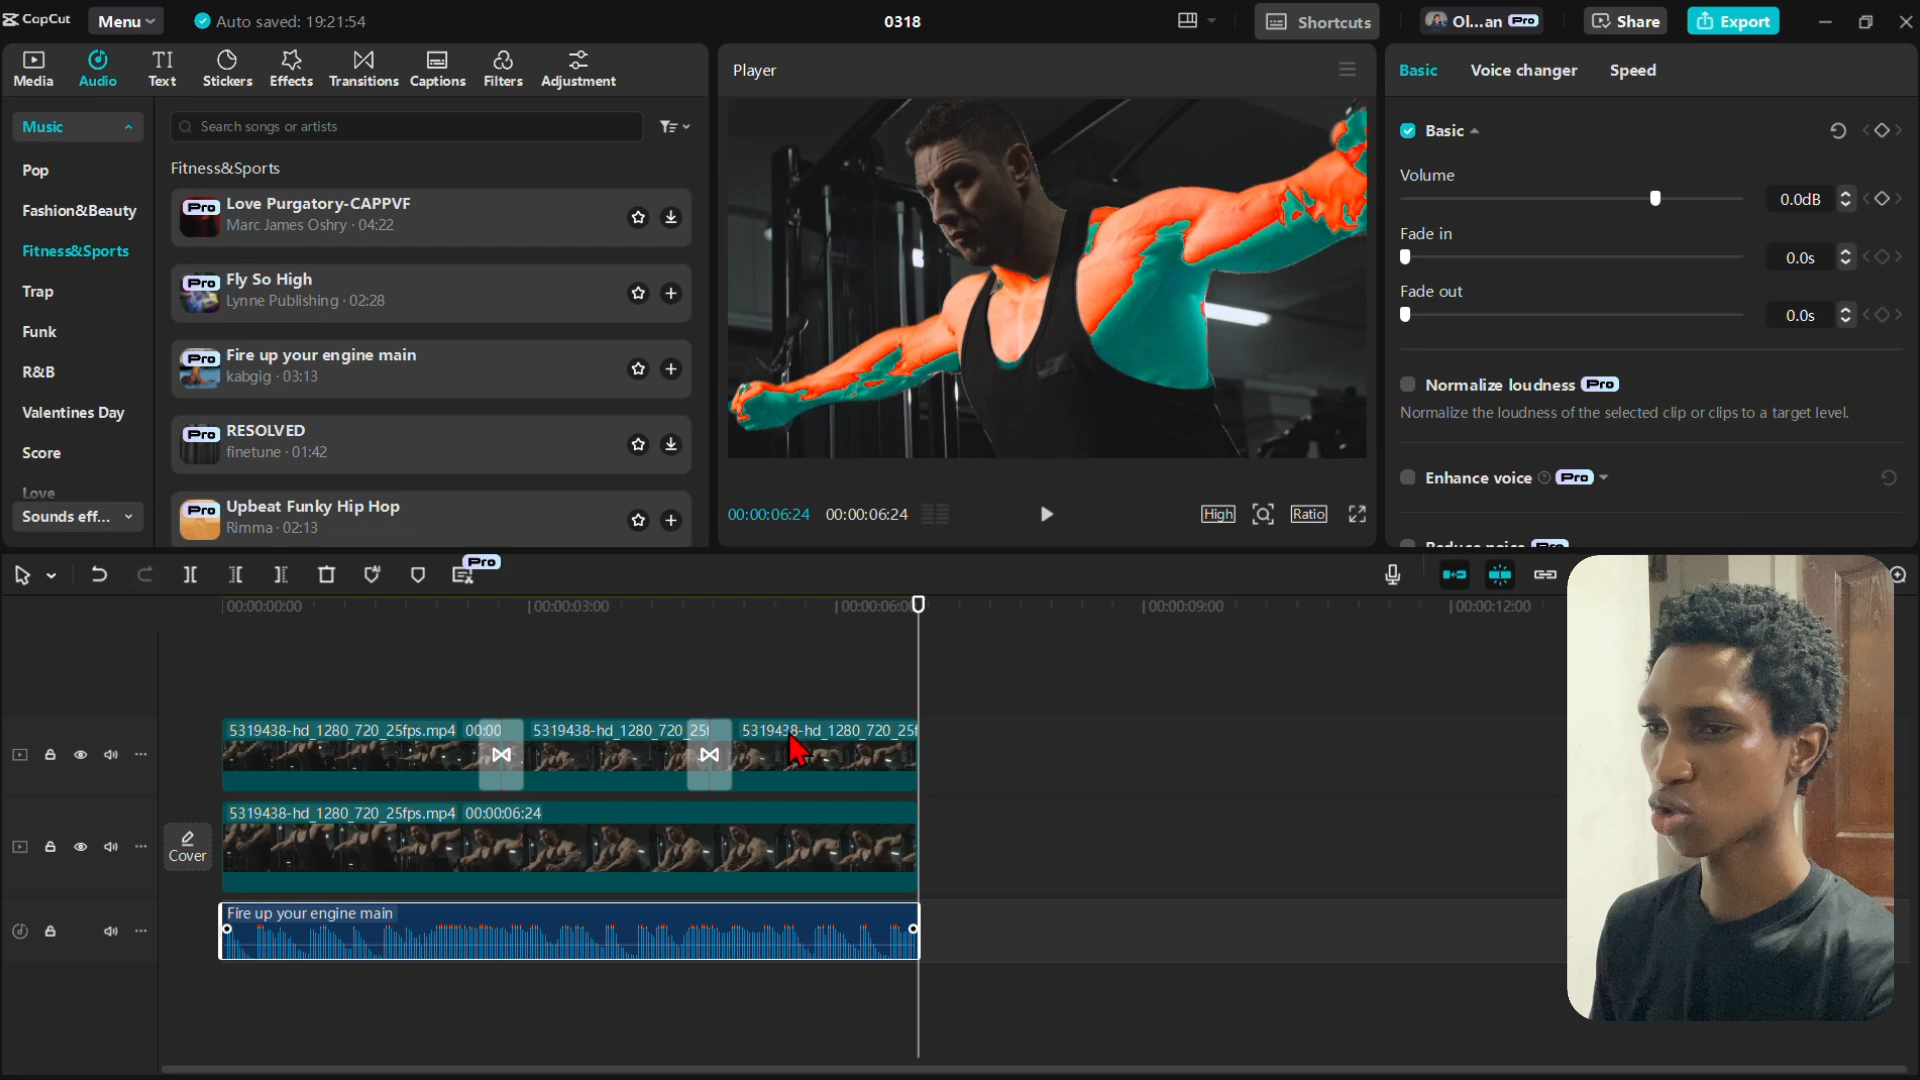 CapCut
Menu
Auto saved: 19:21:54
0318
Shortcuts
Ol...an Pro
Share
Export
Media
Audio
Text
Stickers
Effects
Transitions
Captions
Filters
Adjustment
Music
Pop
Fashion&Beauty
Fitness&Sports
Trap
Funk
R&B
Valentines Day
Score
Love
Sounds eff...
Search songs or artists
Fitness&Sports
Pro
Love Purgatory-CAPPVF
Marc James Oshry · 04:22
Pro
Fly So High
Lynne Publishing · 02:28
Pro
Fire up your engine main
kabgig · 03:13
Pro
RESOLVED
finetune · 01:42
Pro
Upbeat Funky Hip Hop
Rimma · 02:13
Player
00:00:06:24 00:00:06:24
High
Ratio
Basic
Voice changer
Speed
Basic
Volume
0.0dB
Fade in
0.0s
Fade out
0.0s
Normalize loudness Pro
Normalize the loudness of the selected clip or clips to a target level.
Enhance voice Pro
Reduce noise Pro
Pro
00:00:00:00
00:00:03:00
00:00:06:0
00:00:09:00
00:00:12:00
5319438-hd_1280_720_25fps.mp4 00:00
5319438-hd_1280_720_25f
5319438-hd_1280_720_25f
Cover
5319438-hd_1280_720_25fps.mp4 00:00:06:24
Fire up your engine main